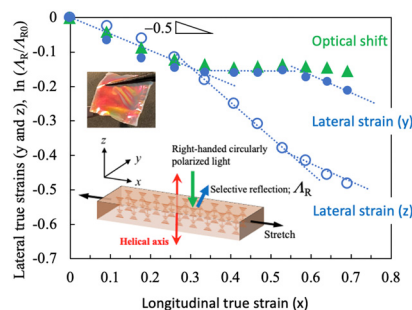 0
-0.1
-0.2
-0.3
-0.4
-0.5
-0.6
Lateral true strains (y and z), ln (Λ_R/Λ_R0)
−0.5
Optical shift
Lateral strain (y)
Lateral strain (z)
Right-handed circularly
polarized light
Selective reflection; Λ_R
z
y
x
Helical axis
Stretch
0 0.1 0.2 0.3 0.4 0.5 0.6 0.7 0.8
Longitudinal true strain (x)